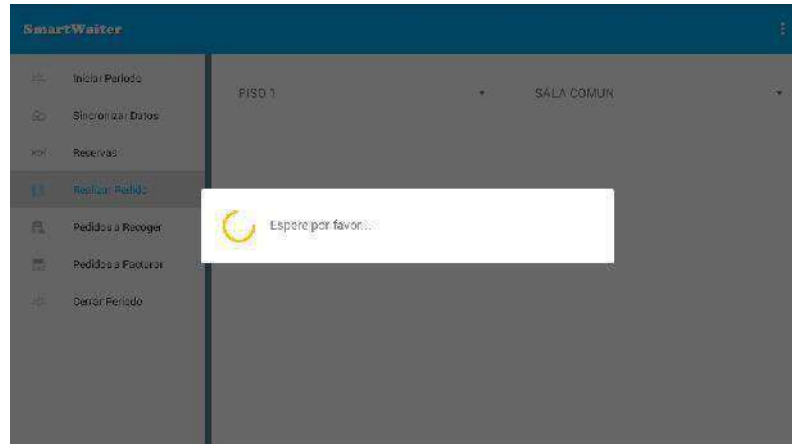 SmartWaiter
Iniciar Periodo
Sincronizar Datos
Reservas
Realizar Pedido
Pedidos a Recoger
Pedidos a Facturar
Cerrar Periodo
PISO 1
SALA COMUN
Espere por favor...